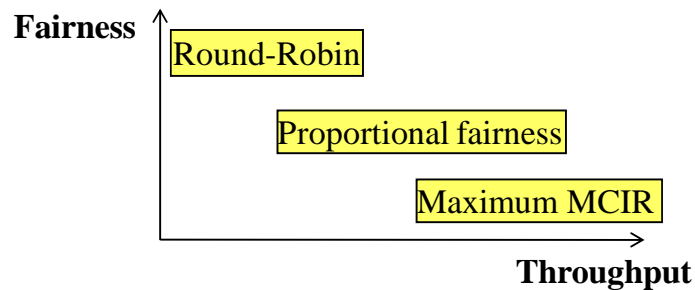 Fairness
Round-Robin
Proportional fairness
Maximum MCIR
Throughput